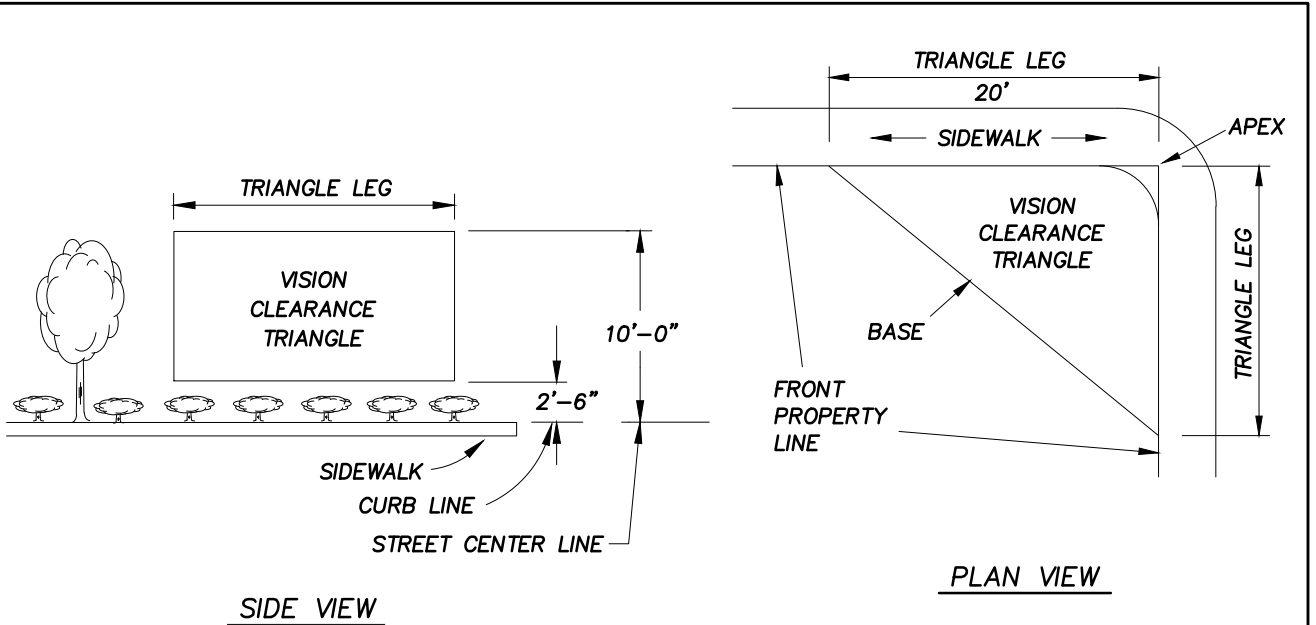 TRIANGLE LEG
VISION
CLEARANCE
TRIANGLE
10'-0"
2'-6"
SIDEWALK
CURB LINE
STREET CENTER LINE
SIDE VIEW
TRIANGLE LEG
20'
SIDEWALK
APEX
VISION
CLEARANCE
TRIANGLE
TRIANGLE LEG
BASE
FRONT
PROPERTY
LINE
PLAN VIEW